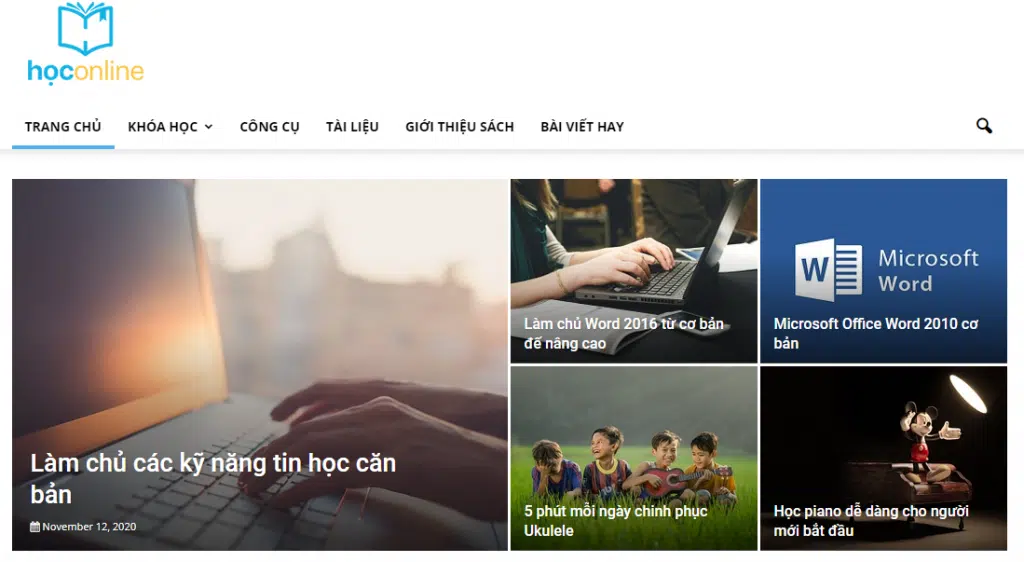 họconline
TRANG CHỦ KHÓA HỌC CÔNG CỤ TÀI LIỆU GIỚI THIỆU SÁCH BÀI VIẾT HAY
Làm chủ các kỹ năng tin học căn
bản
November 12, 2020
Làm chủ Word 2016 từ cơ bản
để nâng cao
W
Microsoft
Word
Microsoft Office Word 2010 cơ
bản
5 phút mỗi ngày chinh phục
Ukulele
Học piano dễ dàng cho người
mới bắt đầu